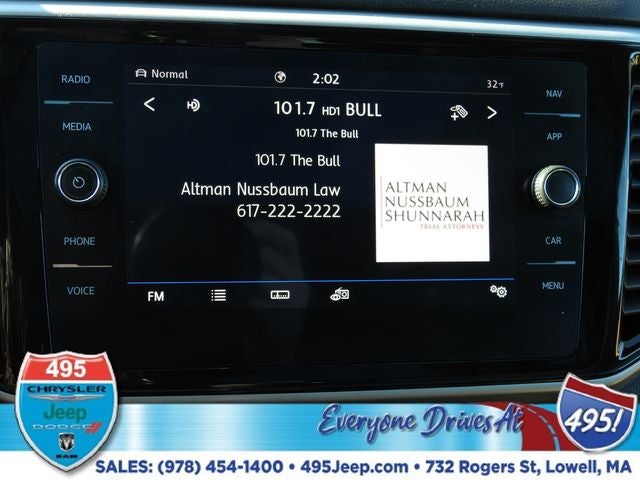 RADIO
MEDIA
PHONE
VOICE
Normal
2:02
32°F
101.7 HD1 BULL
101.7 The Bull
101.7 The Bull
Altman Nussbaum Law
617-222-2222
ALTMAN
NUSSBAUM
SHUNNARAH
TRIAL ATTORNEYS
FM
NAV
APP
CAR
MENU
495
CHRYSLER
Jeep
DODGE
RAM
Everyone Drives At
495!
SALES: (978) 454-1400 • 495Jeep.com • 732 Rogers St, Lowell, MA